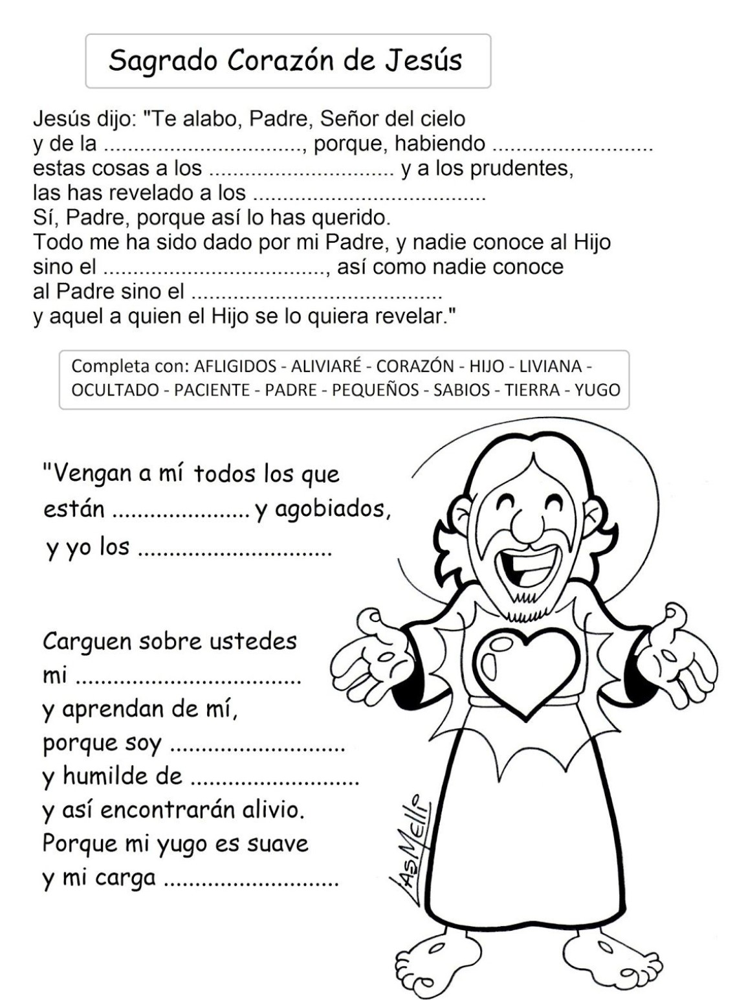 Sagrado Corazón de Jesús
Jesús dijo: "Te alabo, Padre, Señor del cielo
y de la ................................, porque, habiendo ..........................
estas cosas a los .............................. y a los prudentes,
las has revelado a los ......................................
Sí, Padre, porque así lo has querido.
Todo me ha sido dado por mi Padre, y nadie conoce al Hijo
sino el ...................................., así como nadie conoce
al Padre sino el .........................................
y aquel a quien el Hijo se lo quiera revelar."
Completa con: AFLIGIDOS - ALIVIARÉ - CORAZÓN - HIJO - LIVIANA -
OCULTADO - PACIENTE - PADRE - PEQUEÑOS - SABIOS - TIERRA - YUGO
"Vengan a mí todos los que
están ...................... y agobiados,
y yo los ...............................
Carguen sobre ustedes
mi ....................................
y aprendan de mí,
porque soy ............................
y humilde de ...........................
y así encontrarán alivio.
Porque mi yugo es suave
y mi carga ............................
LasMelli